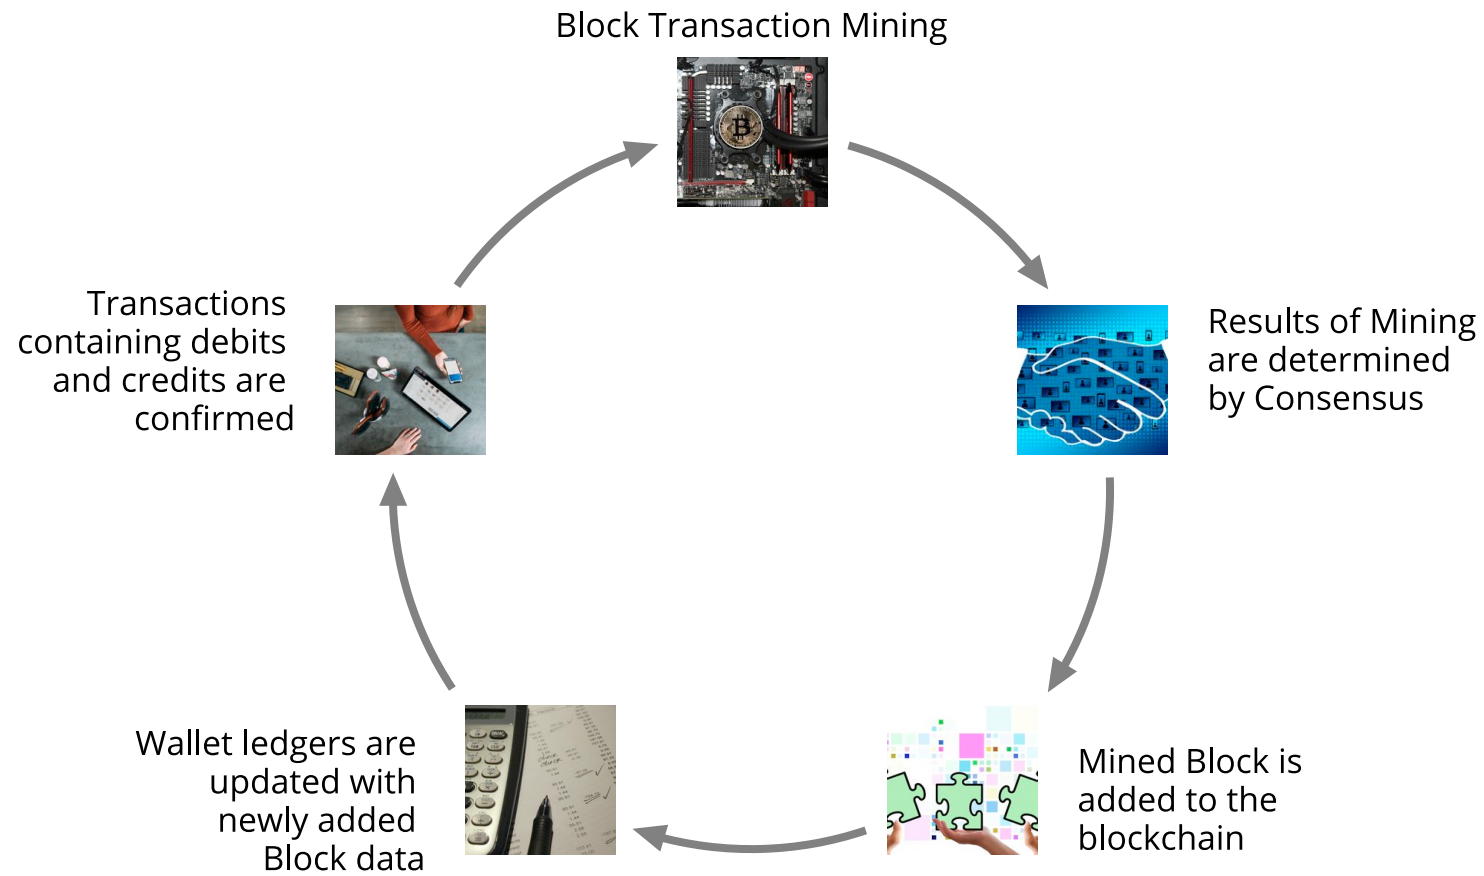 Block Transaction Mining
Results of Mining
are determined
by Consensus
Mined Block is
added to the
blockchain
Wallet ledgers are
updated with
newly added
Block data
Transactions
containing debits
and credits are
confirmed